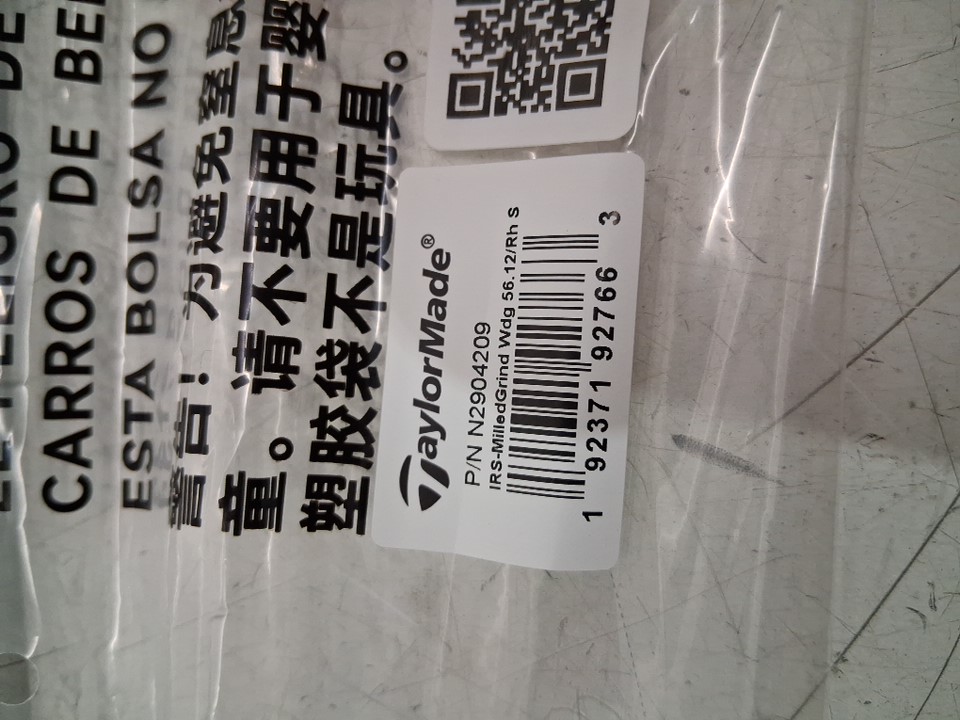 DE
CARROS DE
ESTA BOLSA NO
警告！为避免窒息
童。请不要用于婴
塑胶袋不是玩具。
TaylorMade®
P/N N2904209
IRS-MilledGrind Wdg 56.12/Rh S
1 92371 92766 3